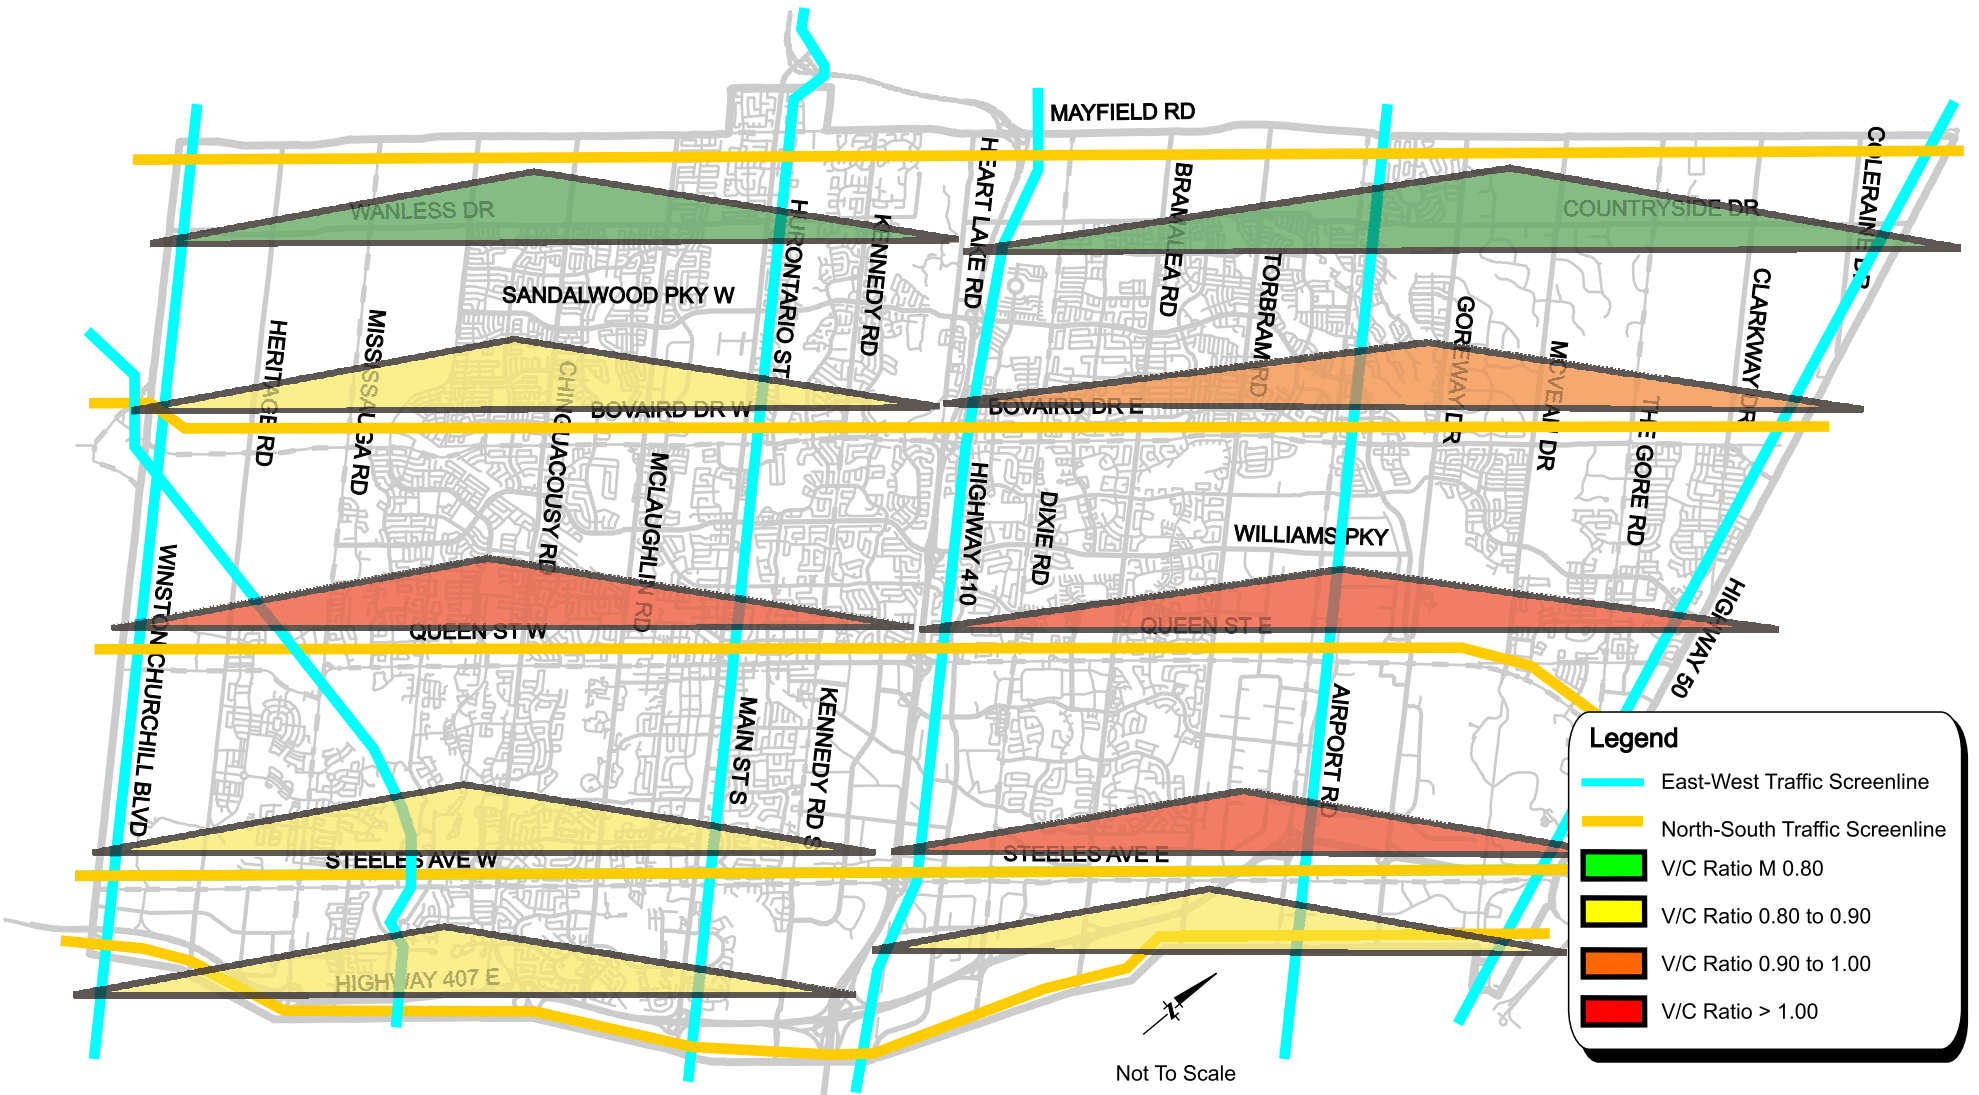 MAYFIELD RD
HEART LAKE RD
BRAMALEA RD
COLERAINE DR
WANLESS DR
HURONTARIO ST
KENNEDY RD
COUNTRYSIDE DR
TORBRAM RD
CLARKWAY DR
SANDALWOOD PKY W
HERITAGE RD
MISSISSAUGA RD
CHINGUACOUSY RD
GOREWAY DR
MCVEAN DR
THE GORE RD
BOVAIRD DR W
BOVAIRD DR E
MCLAUGHLIN RD
HIGHWAY 410
DIXIE RD
WILLIAMS PKY
WINSTON CHURCHILL BLVD
HIGHWAY 50
QUEEN ST W
QUEEN ST E
MAIN ST S
KENNEDY RD S
AIRPORT RD
STEELES AVE W
STEELES AVE E
HIGHWAY 407 E
N
Not To Scale
Legend
East-West Traffic Screenline
North-South Traffic Screenline
V/C Ratio M 0.80
V/C Ratio 0.80 to 0.90
V/C Ratio 0.90 to 1.00
V/C Ratio > 1.00